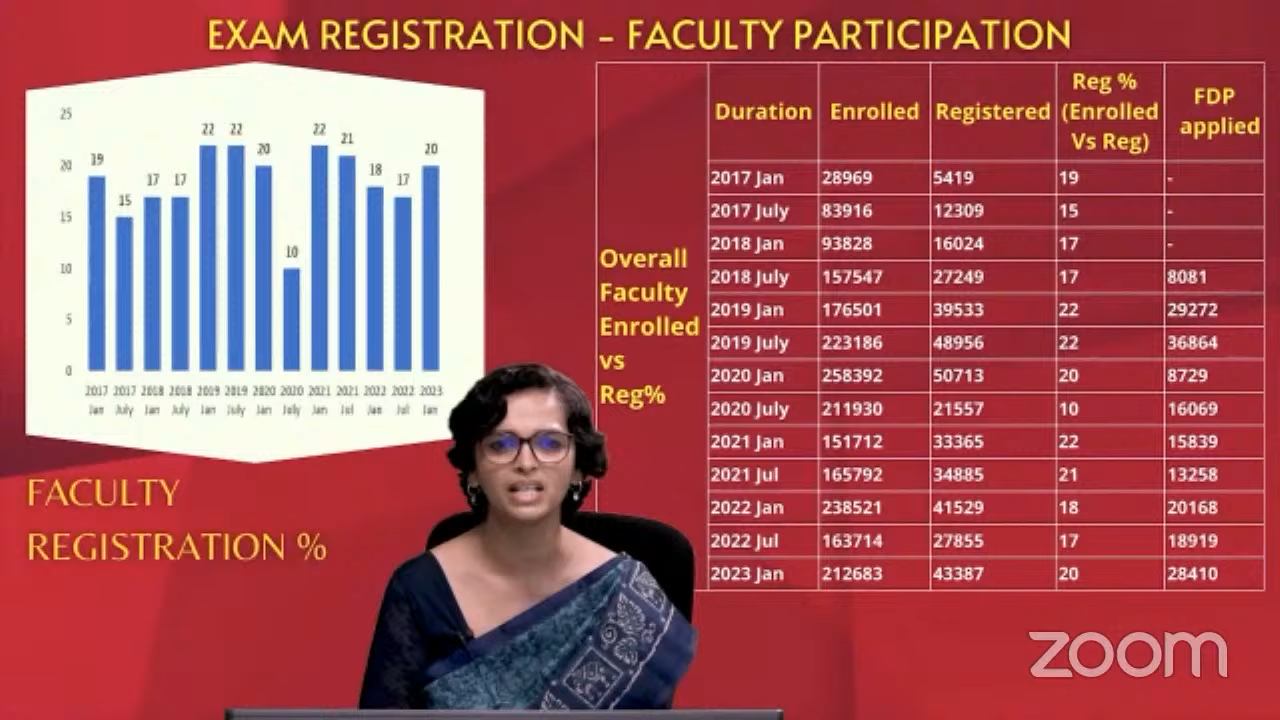 EXAM REGISTRATION - FACULTY PARTICIPATION
25
20
15
10
5
0
19
15
17
17
22
22
20
10
22
21
18
17
20
2017 2017 2018 2018 2019 2019 2020 2020 2021 2021 2022 2022 2023
Jan July Jan July Jan July Jan July Jan Jul Jan Jul Jan
FACULTY
REGISTRATION %
Overall
Faculty
Enrolled
vs
Reg%
Duration Enrolled Registered Reg % (Enrolled Vs Reg) FDP applied
2017 Jan 28969 5419 19 -
2017 July 83916 12309 15 -
2018 Jan 93828 16024 17 -
2018 July 157547 27249 17 8081
2019 Jan 176501 39533 22 29272
2019 July 223186 48956 22 36864
2020 Jan 258392 50713 20 8729
2020 July 211930 21557 10 16069
2021 Jan 151712 33365 22 15839
2021 Jul 165792 34885 21 13258
2022 Jan 238521 41529 18 20168
2022 Jul 163714 27855 17 18919
2023 Jan 212683 43387 20 28410
zoom